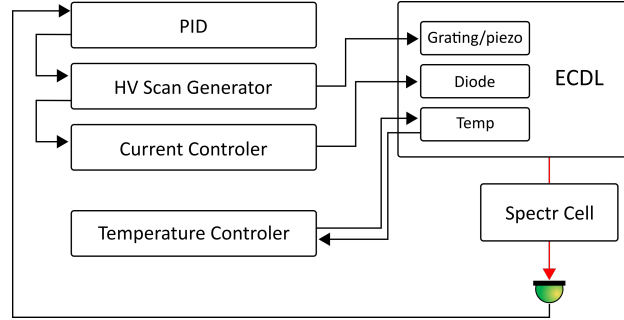 PID
HV Scan Generator
Current Controler
Temperature Controler
Grating/piezo
Diode
Temp
ECDL
Spectr Cell